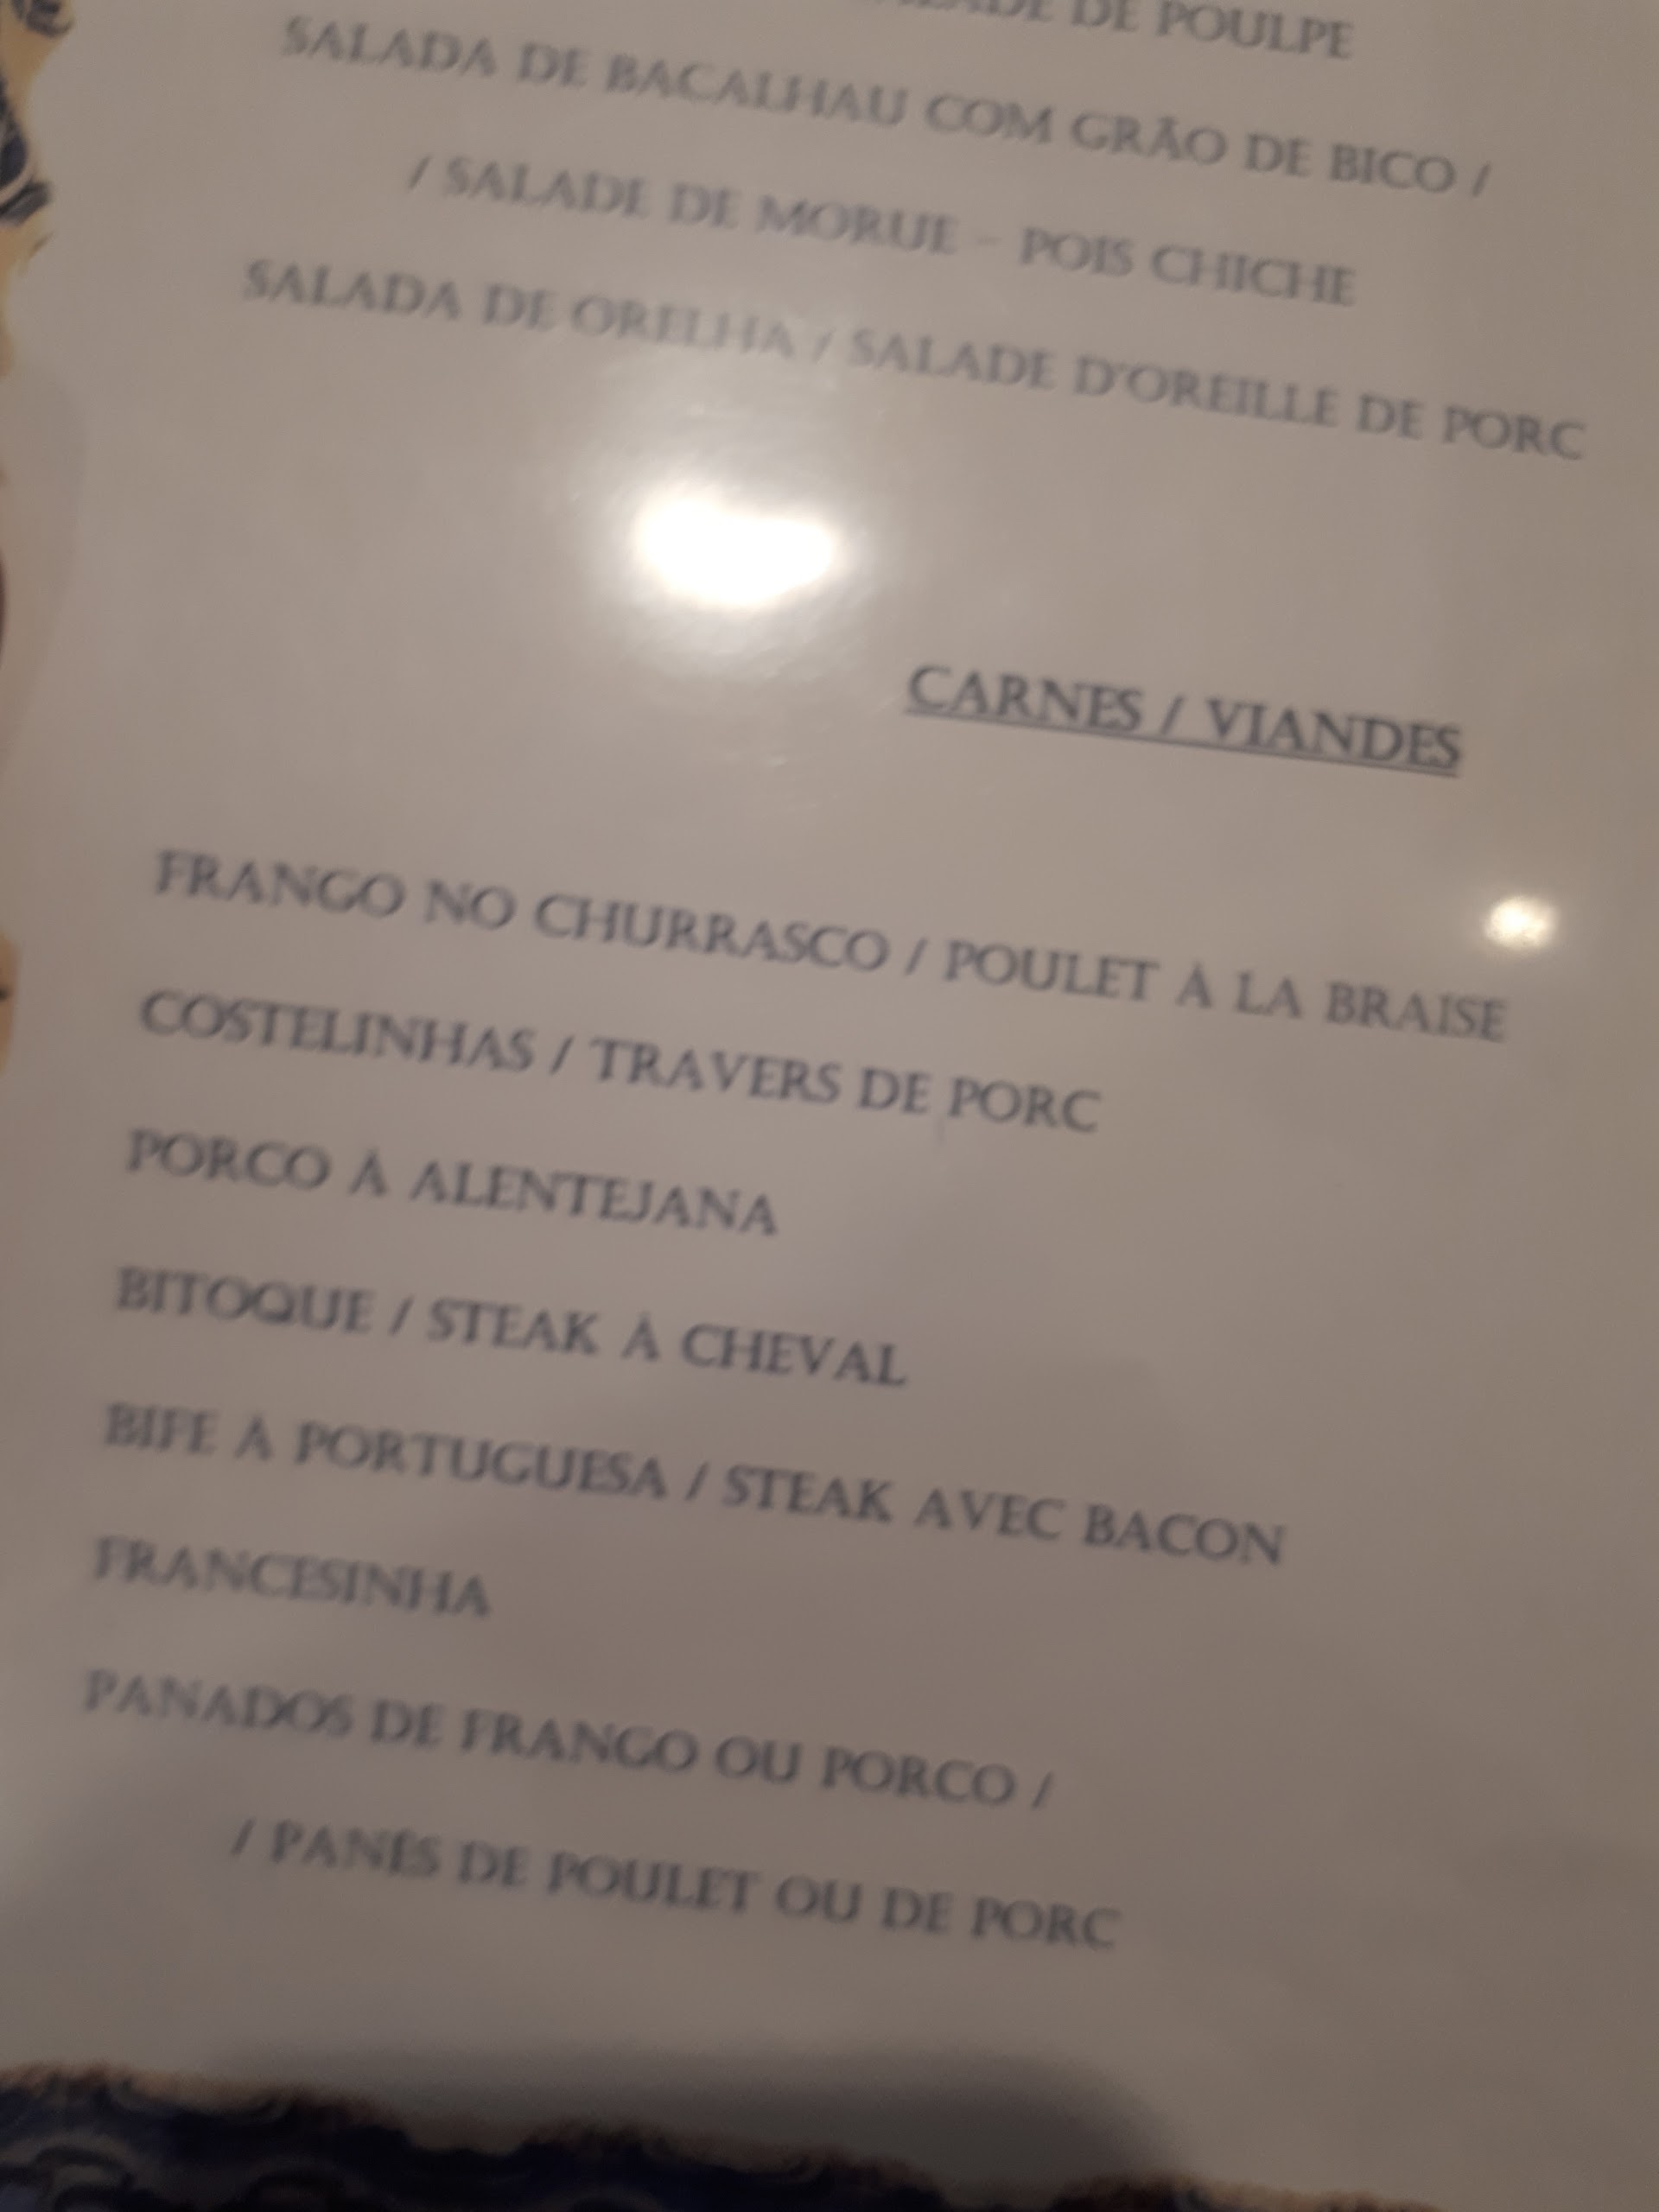 DE POULPE
SALADA DE BACALHAU COM GRÃO DE BICO /
/ SALADE DE MORUE - POIS CHICHE
SALADA DE ORELHA / SALADE D'OREILLE DE PORC
CARNES / VIANDES
FRANGO NO CHURRASCO / POULET À LA BRAISE
COSTELINHAS / TRAVERS DE PORC
PORCO À ALENTEJANA
BITOQUE / STEAK À CHEVAL
BIFE À PORTUGUESA / STEAK AVEC BACON
FRANCESINHA
PANADOS DE FRANGO OU PORCO /
/ PANÉS DE POULET OU DE PORC